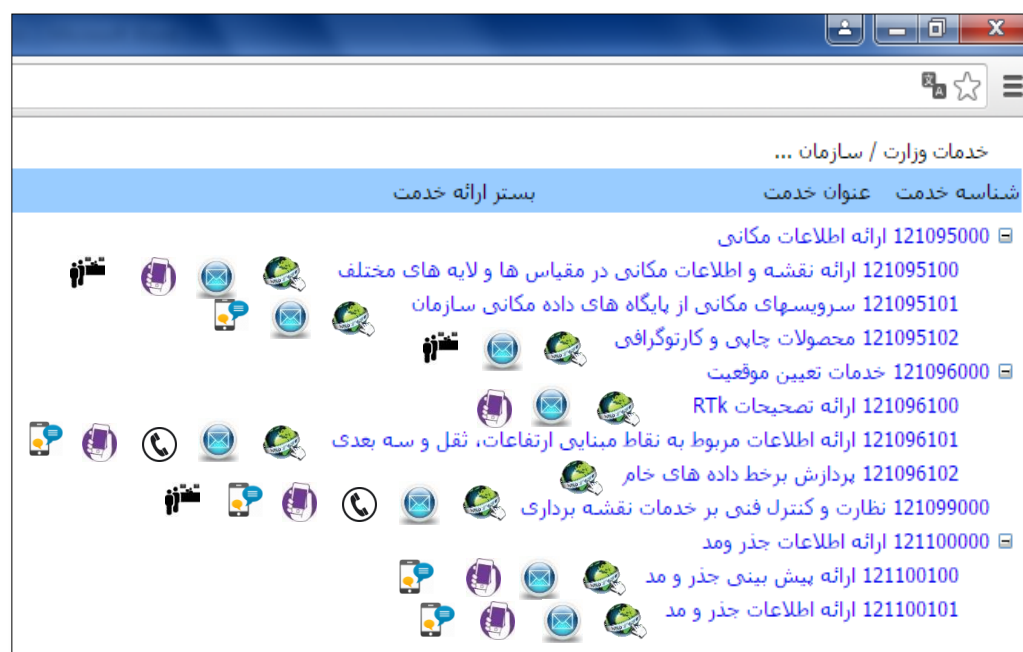 خدمات وزارت / سازمان ...
شناسه خدمت عنوان خدمت بستر ارائه خدمت
121095000 ارائه اطلاعات مکانی
121095100 ارائه نقشه و اطلاعات مکانی در مقیاس ها و لایه های مختلف
121095101 سرویسهای مکانی از پایگاه های داده مکانی سازمان
121095102 محصولات چاپی و کارتوگرافی
121096000 خدمات تعیین موقعیت
121096100 ارائه تصحیحات RTk
121096101 ارائه اطلاعات مربوط به نقاط مبنایی ارتفاعات، ثقل و سه بعدی
121096102 پردازش برخط داده های خام
121099000 نظارت و کنترل فنی بر خدمات نقشه برداری
121100000 ارائه اطلاعات جذر ومد
121100100 ارائه پیش بینی جذر و مد
121100101 ارائه اطلاعات جذر و مد